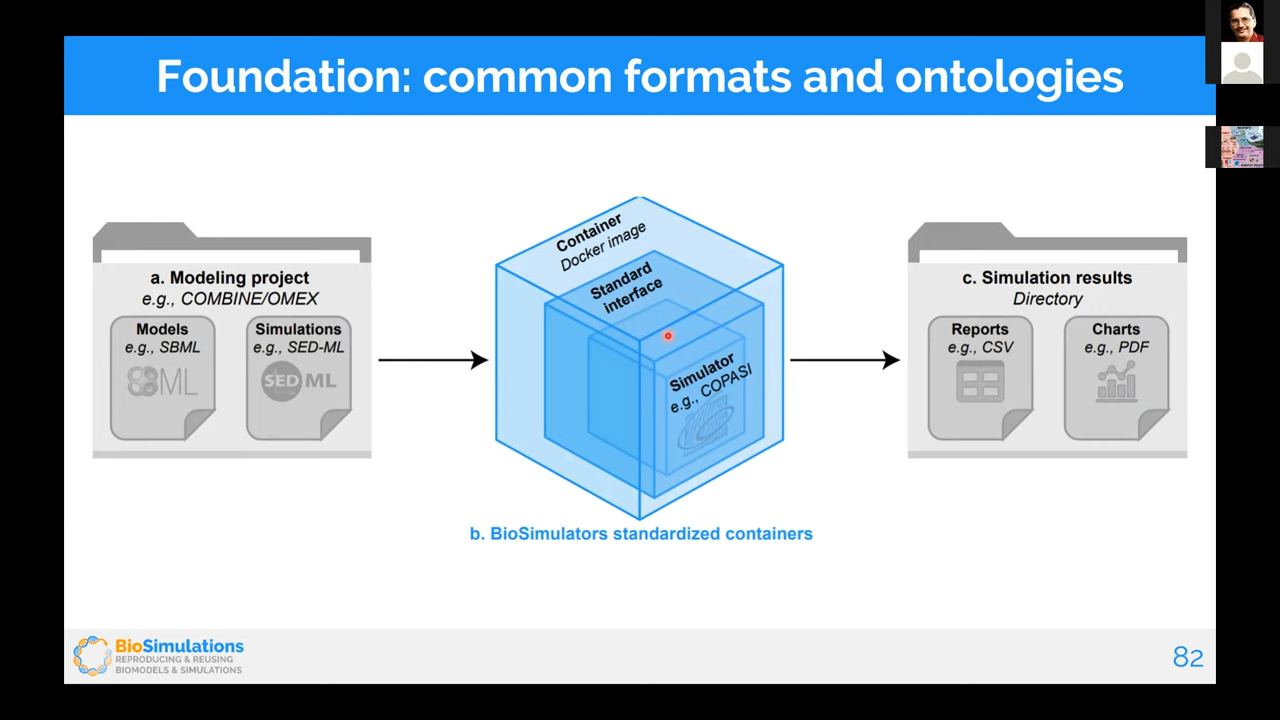 Foundation: common formats and ontologies
a. Modeling project
e.g., COMBINE/OMEX
Models
e.g., SBML
ML
Simulations
e.g., SED-ML
SED ML
Container
Docker image
Standard
interface
Simulator
e.g., COPASI
b. BioSimulators standardized containers
c. Simulation results
Directory
Reports
e.g., CSV
Charts
e.g., PDF
BioSimulations
REPRODUCING & REUSING
BIOMODELS & SIMULATIONS
82